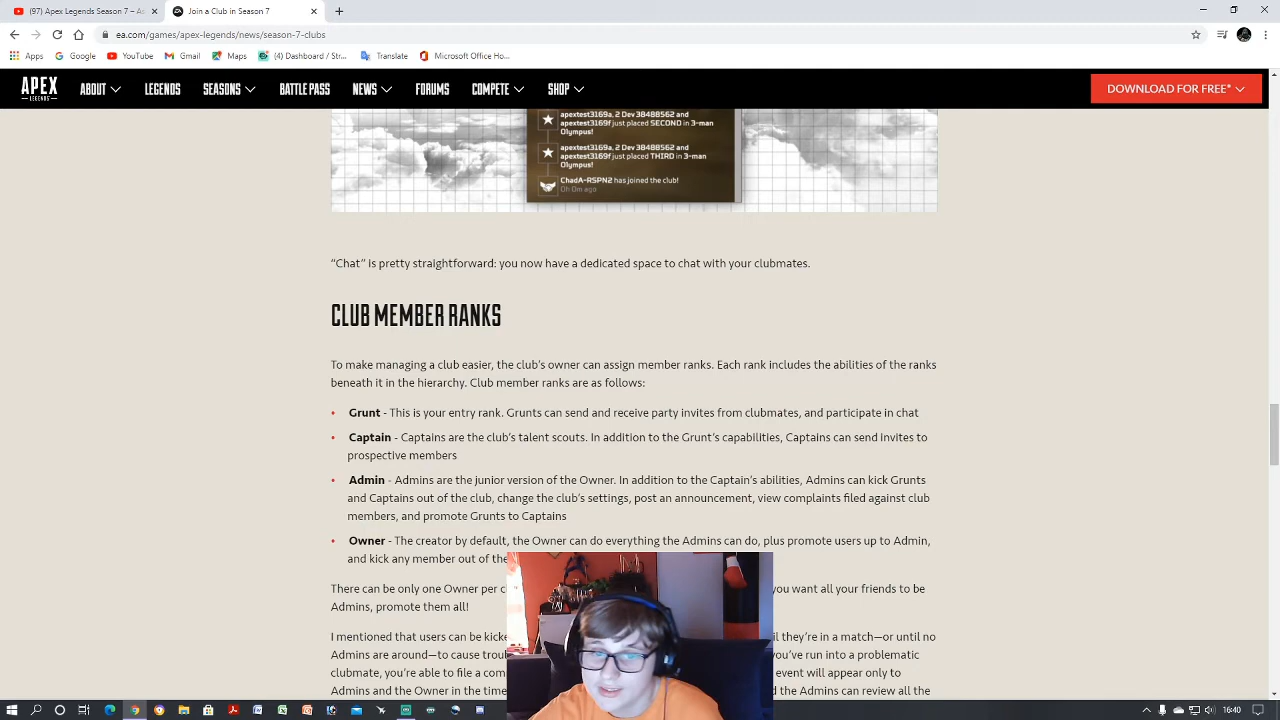 (97) Apex Legends Season 7 – As
Join A Club in Season 7
ea.com/games/apex-legends/news/season-7-clubs
Apps
Google
YouTube
Gmail
Maps
(4) Dashboard / Str...
Translate
Microsoft Office Ho...
APEX
LEGENDS
ABOUT
LEGENDS
SEASONS
BATTLE PASS
NEWS
FORUMS
COMPETE
SHOP
DOWNLOAD FOR FREE*
apextest3169a, 2 Dev 38488562 and
apextest3169f just placed SECOND in 3-man
Olympus!
apextest3169a, 2 Dev 38488562 and
apextest3169f just placed THIRD in 3-man
Olympus!
ChadA-RSPN2 has joined the club!
0h 0m ago
“Chat” is pretty straightforward: you now have a dedicated space to chat with your clubmates.
CLUB MEMBER RANKS
To make managing a club easier, the club’s owner can assign member ranks. Each rank includes the abilities of the ranks
beneath it in the hierarchy. Club member ranks are as follows:
• Grunt - This is your entry rank. Grunts can send and receive party invites from clubmates, and participate in chat
• Captain - Captains are the club’s talent scouts. In addition to the Grunt’s capabilities, Captains can send invites to
prospective members
• Admin - Admins are the junior version of the Owner. In addition to the Captain’s abilities, Admins can kick Grunts
and Captains out of the club, change the club’s settings, post an announcement, view complaints filed against club
members, and promote Grunts to Captains
• Owner - The creator by default, the Owner can do everything the Admins can do, plus promote users up to Admin,
and kick any member out of the
There can be only one Owner per c you want all your friends to be
Admins, promote them all!
I mentioned that users can be kicke il they’re in a match—or until no
Admins are around—to cause trou you’ve run into a problematic
clubmate, you’re able to file a com event will appear only to
Admins and the Owner in the time d the Admins can review all the
16:40